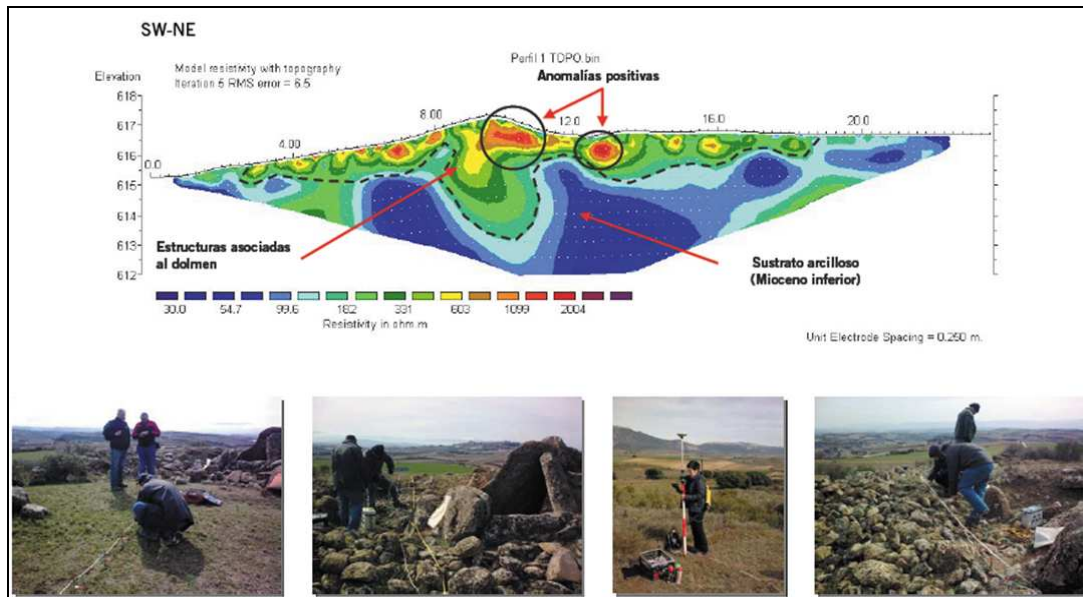 SW-NE
Perfil 1 TOPO.bin
Model resistivity with topography
Iteration 5 RMS error = 6.5
Anomalías positivas
Elevation
618
617
616
615
614
613
612
0.0
4.00
8.00
12.0
16.0
20.0
Estructuras asociadas
al dolmen
Sustrato arcilloso
(Mioceno inferior)
30.0 54.7 99.6 182 331 603 1099 2004
Resistivity in ohm.m
Unit Electrode Spacing = 0.250 m.